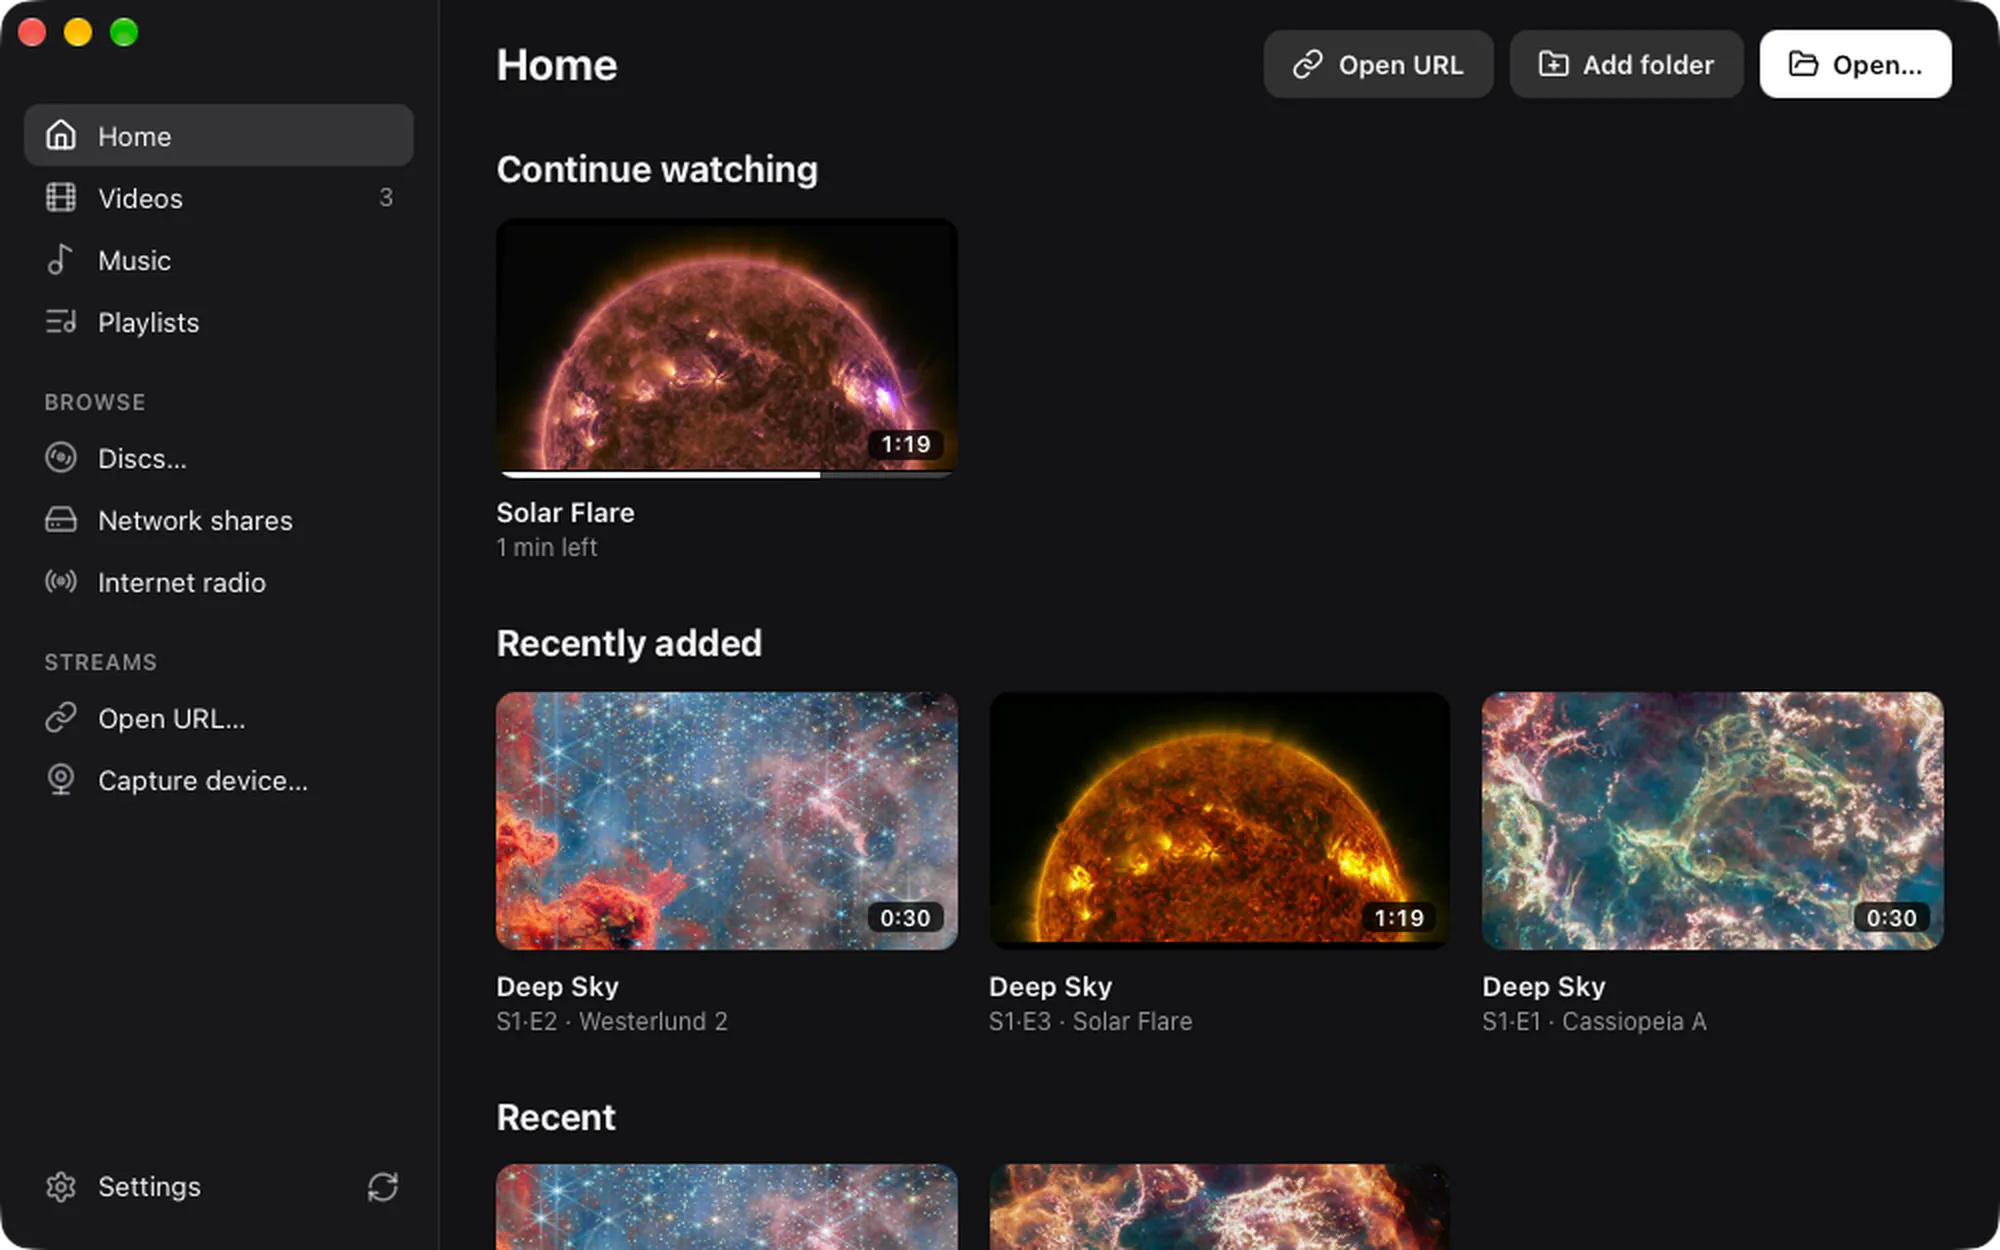 Home
Videos 3
Music
Playlists
BROWSE
Discs...
Network shares
Internet radio
STREAMS
Open URL...
Capture device...
Settings
Home
Open URL
Add folder
Open...
Continue watching
1:19
Solar Flare
1 min left
Recently added
0:30
Deep Sky
S1·E2 · Westerlund 2
1:19
Deep Sky
S1·E3 · Solar Flare
0:30
Deep Sky
S1·E1 · Cassiopeia A
Recent